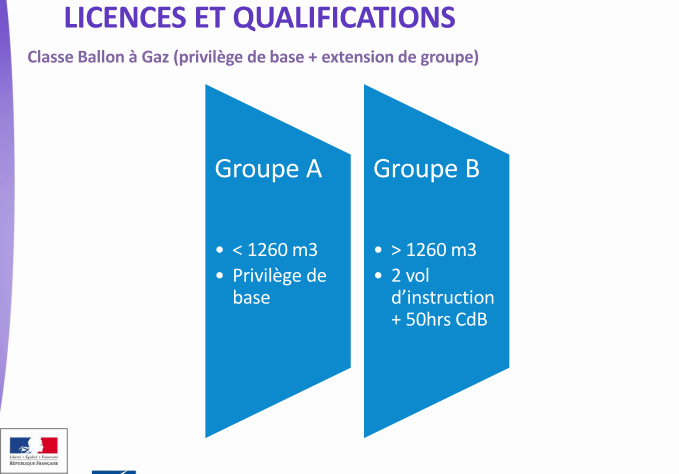 LICENCES ET QUALIFICATIONS
Classe Ballon à Gaz (privilège de base + extension de groupe)
Groupe A
• < 1260 m3
• Privilège de
base
Groupe B
• > 1260 m3
• 2 vol
d’instruction
+ 50hrs CdB
Liberté • Égalité • Fraternité
RÉPUBLIQUE FRANÇAISE